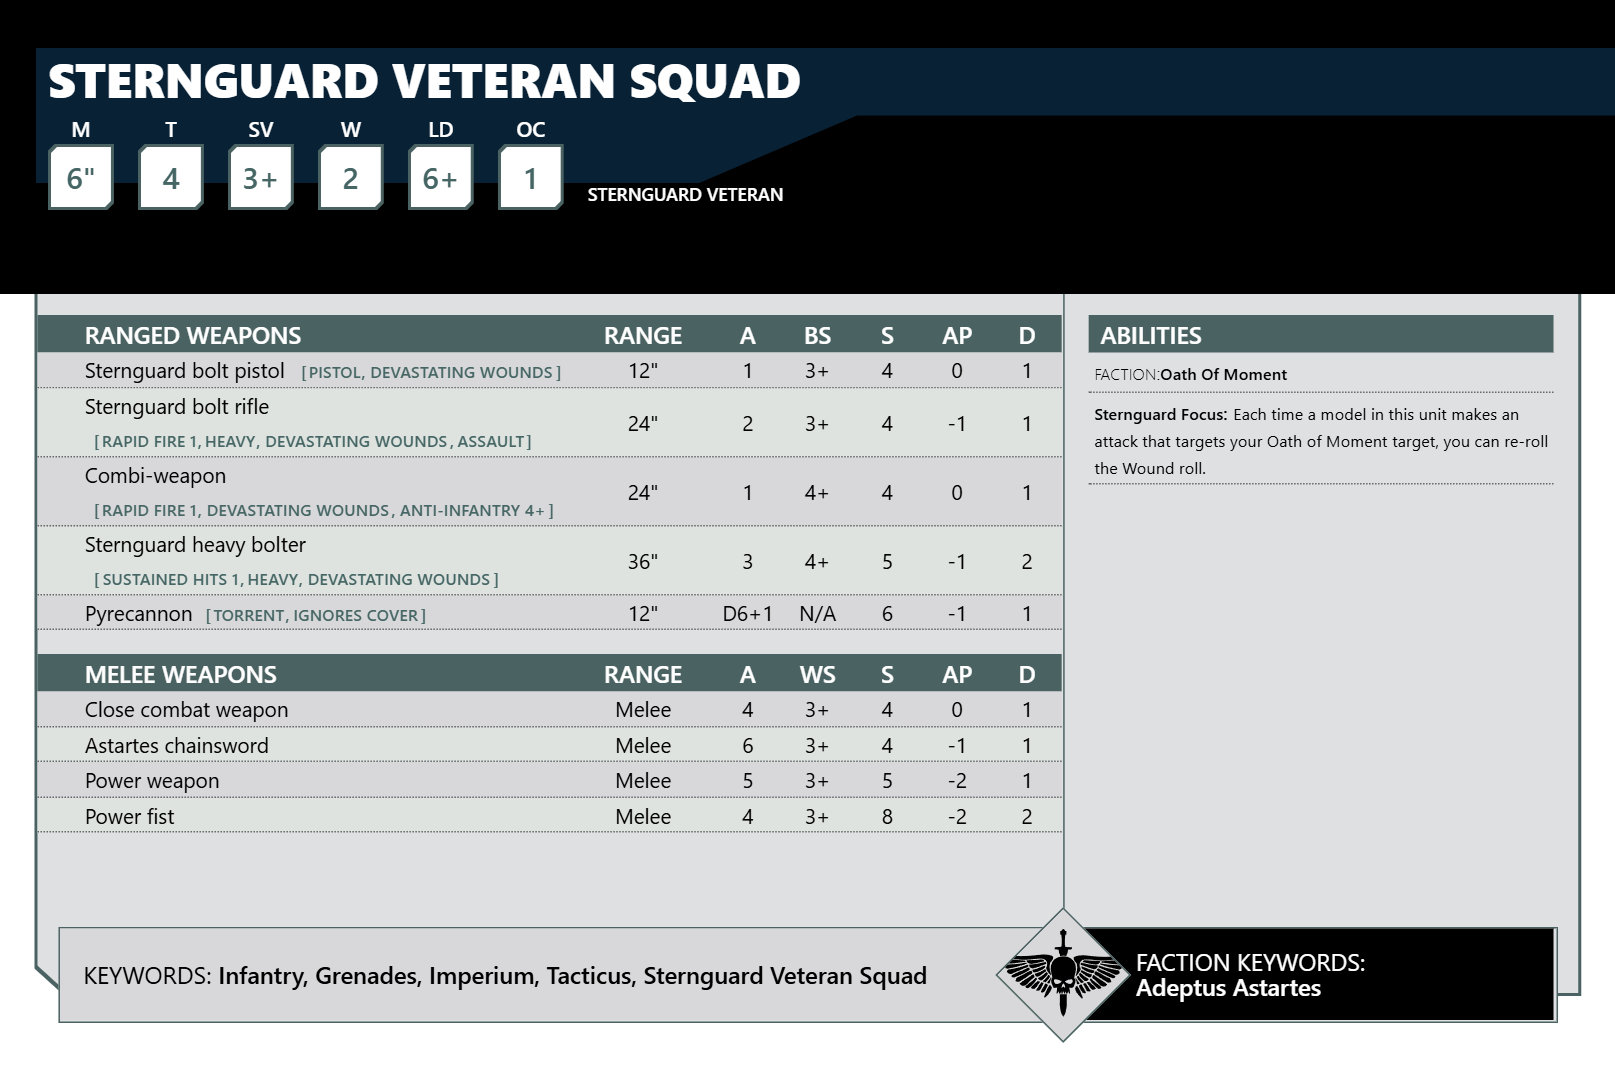 STERNGUARD VETERAN SQUAD
M T SV W LD OC
6" 4 3+ 2 6+ 1
STERNGUARD VETERAN
RANGED WEAPONS RANGE A BS S AP D
Sternguard bolt pistol [PISTOL, DEVASTATING WOUNDS] 12" 1 3+ 4 0 1
Sternguard bolt rifle
[RAPID FIRE 1, HEAVY, DEVASTATING WOUNDS, ASSAULT] 24" 2 3+ 4 -1 1
Combi-weapon
[RAPID FIRE 1, DEVASTATING WOUNDS, ANTI-INFANTRY 4+] 24" 1 4+ 4 0 1
Sternguard heavy bolter
[SUSTAINED HITS 1, HEAVY, DEVASTATING WOUNDS] 36" 3 4+ 5 -1 2
Pyrecannon [TORRENT, IGNORES COVER] 12" D6+1 N/A 6 -1 1
MELEE WEAPONS RANGE A WS S AP D
Close combat weapon Melee 4 3+ 4 0 1
Astartes chainsword Melee 6 3+ 4 -1 1
Power weapon Melee 5 3+ 5 -2 1
Power fist Melee 4 3+ 8 -2 2
ABILITIES
FACTION:Oath Of Moment
Sternguard Focus: Each time a model in this unit makes an
attack that targets your Oath of Moment target, you can re-roll
the Wound roll.
KEYWORDS: Infantry, Grenades, Imperium, Tacticus, Sternguard Veteran Squad
FACTION KEYWORDS:
Adeptus Astartes